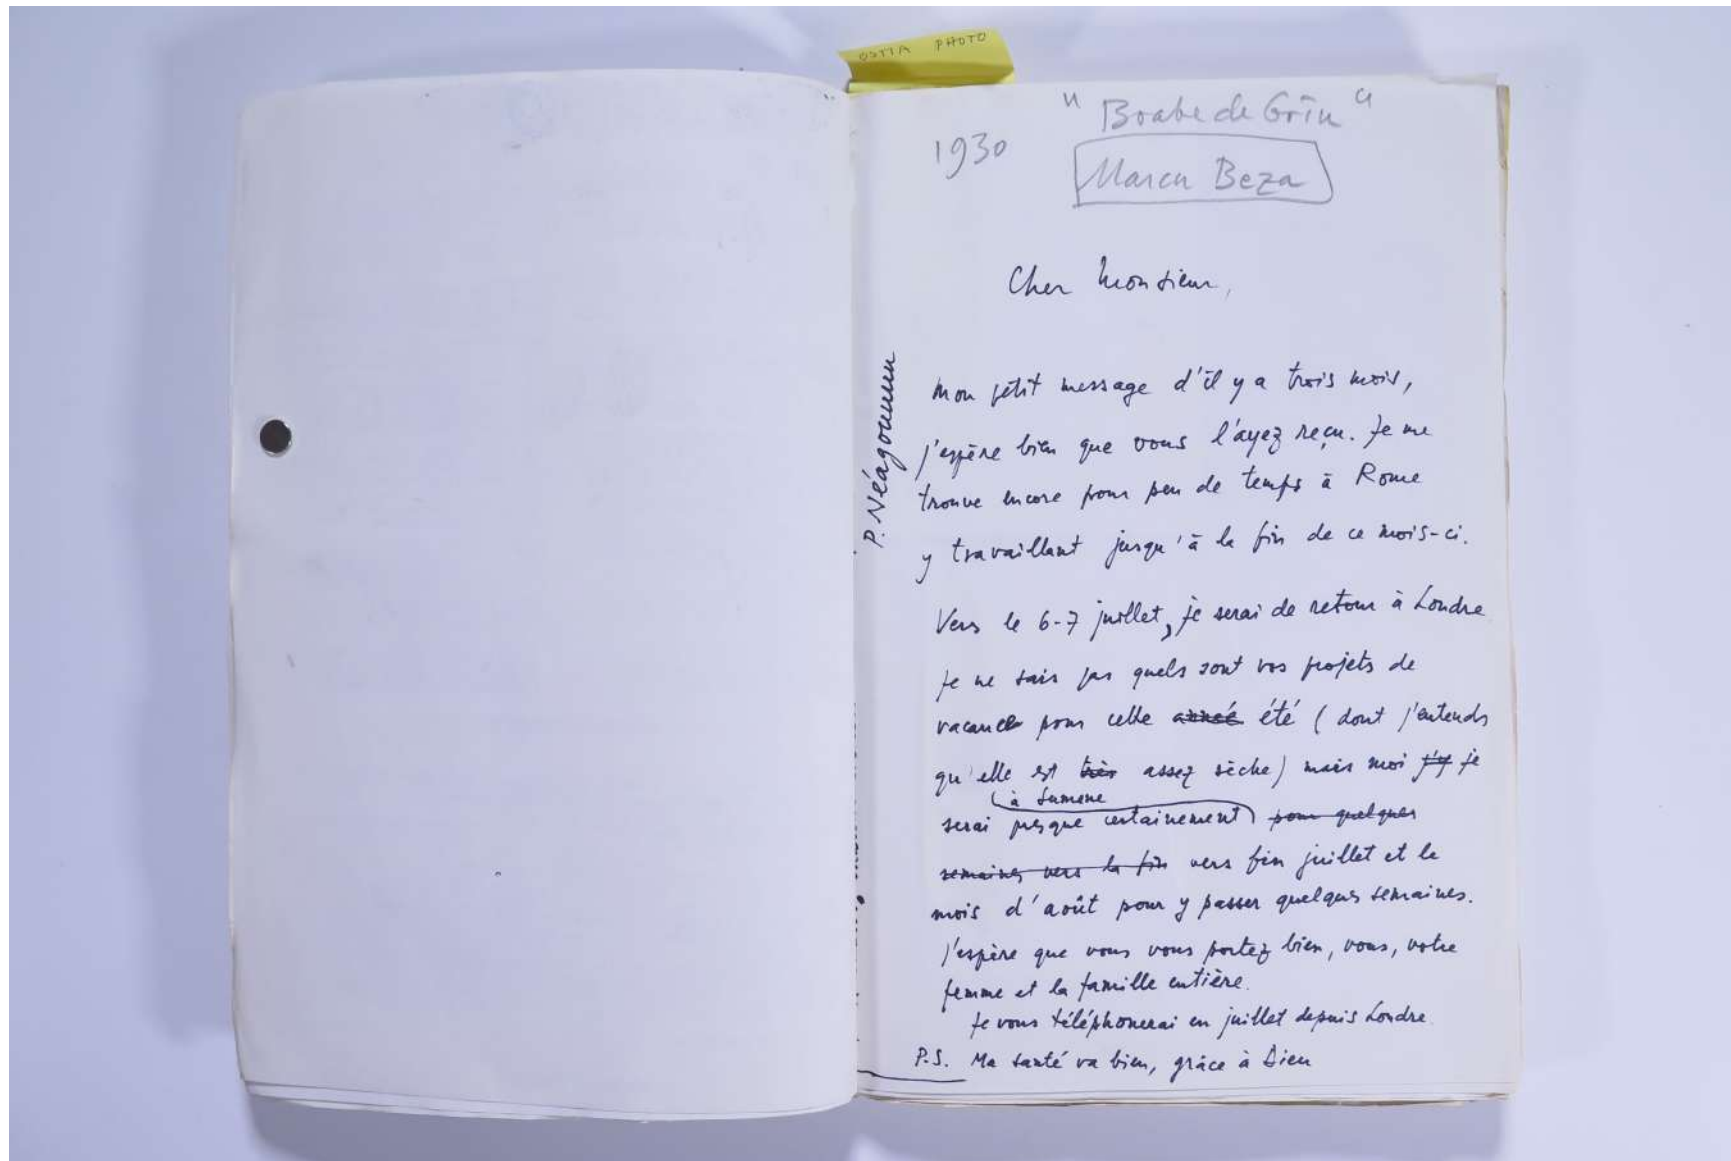 OSTIA PHOTO
"Boabe de Grîu"
1930
Marcu Beza
Cher Monsieur,
P. Néagoumun
mon pétit message d'il y a trois mois,
j'espère bien que vous l'ayez reçu. Je me
trouve encore pour peu de temps à Rome
y travaillant jusqu'à la fin de ce mois-ci.
Vers le 6-7 juillet, je serai de retour à Londre
Je ne sais pas quels sont vos projets de
vacance pour cette année été (dont j'entends
qu'elle est très assez sèche) mais moi j'y je
à Sumene
serai presque certainement pour quelques
semaines vers la fin vers fin juillet et le
mois d'août pour y passer quelques semaines.
J'espère que vous vous portez bien, vous, votre
femme et la famille entière.
Je vous téléphonerai en juillet depuis Londre.
P.S. Ma santé va bien, grâce à Dieu